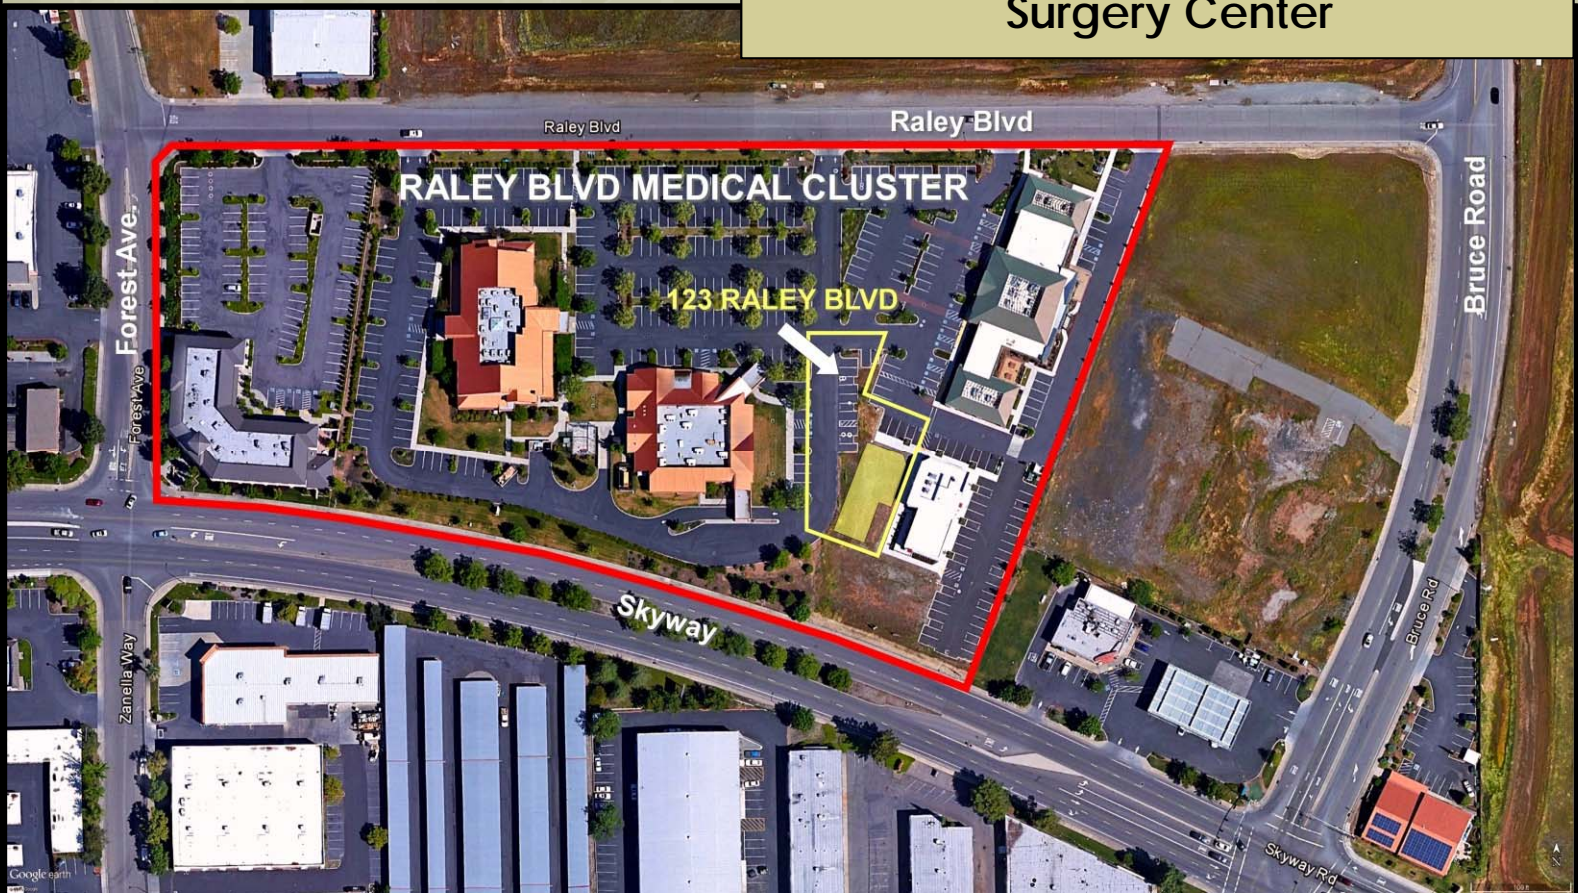 Surgery Center
Raley Blvd
Raley Blvd
RALEY BLVD MEDICAL CLUSTER
Forest Ave.
Bruce Road
123 RALEY BLVD
Forest Ave
Skyway
Bruce Rd
Zanella Way
Skyway Rd
Google earth
N